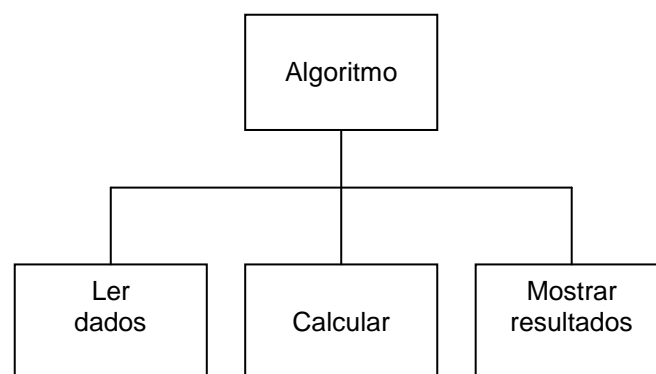 Algoritmo
Ler
dados
Calcular
Mostrar
resultados